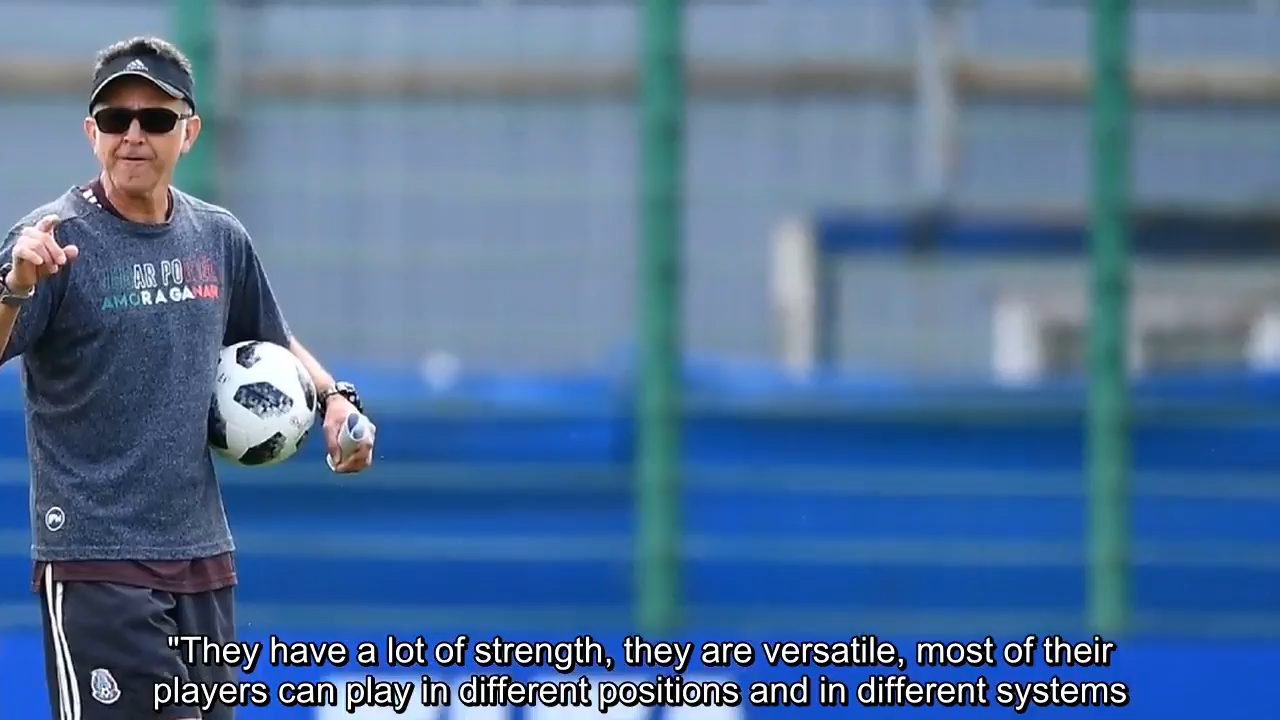 AMOR A GANAR
"They have a lot of strength, they are versatile, most of their
players can play in different positions and in different systems